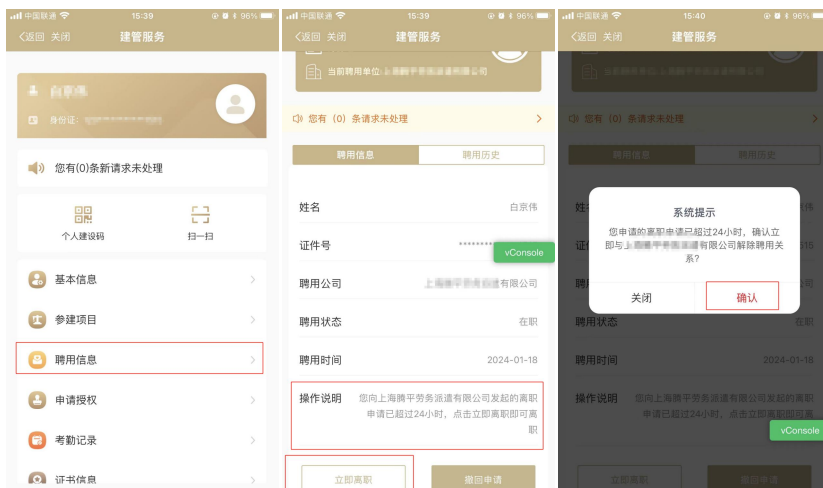 中国联通
15:39
96%
返回 关闭
建管服务
身份证:
您有(0)条新请求未处理
个人建设码
扫一扫
基本信息
参建项目
聘用信息
申请授权
考勤记录
证书信息
中国联通
15:39
96%
返回 关闭
建管服务
当前聘用单位:
公司
您有（0）条请求未处理
聘用信息
聘用历史
姓名
白京伟
证件号
***********
vConsole
聘用公司
有限公司
聘用状态
在职
聘用时间
2024-01-18
操作说明
您向上海腾平劳务派遣有限公司发起的离职
申请已超过24小时，点击立即离职即可离
职
立即离职
撤回申请
中国联通
15:40
96%
返回 关闭
建管服务
您有（0）条请求未处理
聘用信息
聘用历史
系统提示
您申请的离职申请已超过24小时，确认立
即与上
有限公司解除聘用关
系?
关闭
确认
聘用状态
在职
聘用时间
2024-01-18
操作说明
您向上海腾平劳务派遣有限公司发起的离职
申请已超过24小时，点击立即离职即可离
vConsole
立即离职
撤回申请